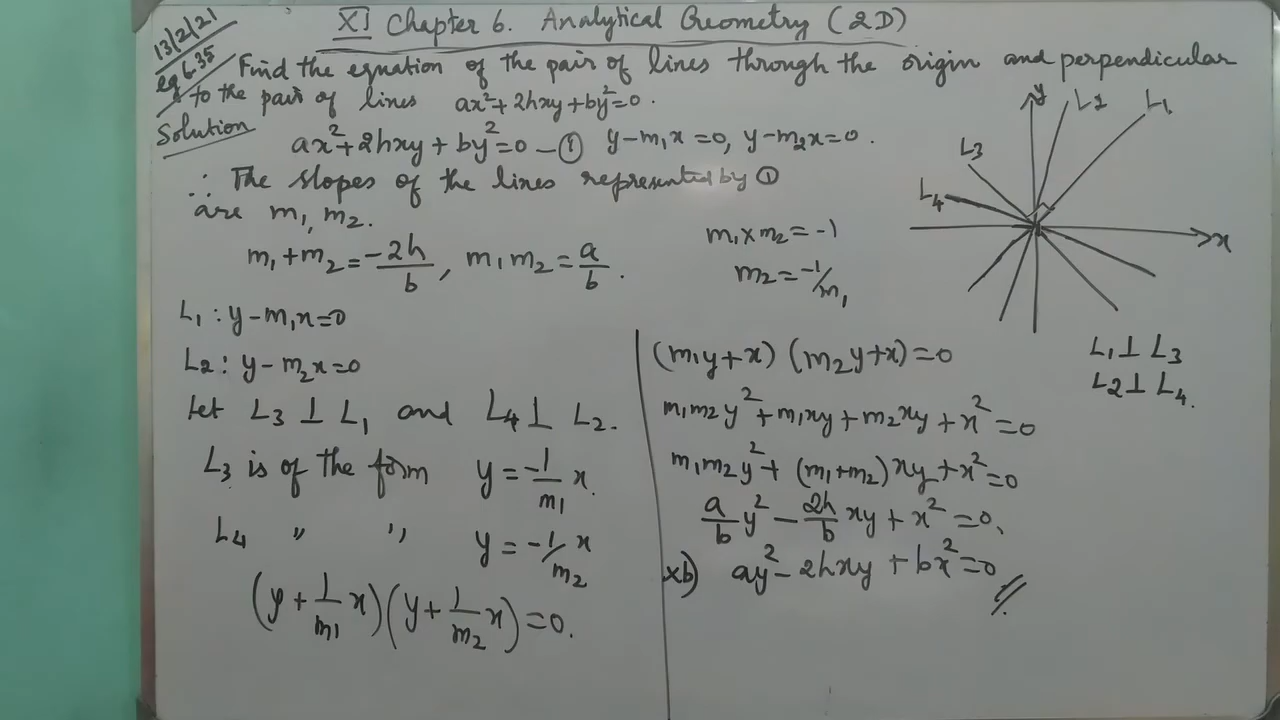 13/2/21
XI Chapter 6. Analytical Geometry (2D)
eg 6.35 Find the equation of the pair of lines through the origin and perpendicular
to the pair of lines ax²+2hxy+by²=0.
Solution
ax²+2hxy+by²=0 —① y-m₁x=0, y-m₂x=0.
∴ The slopes of the lines represented by ①
are m₁, m₂.
m₁+m₂=-2h/b, m₁m₂=a/b.
m₁×m₂=-1
m₂=-1/m₁
L₁: y-m₁x=0
L₂: y-m₂x=0
Let L₃ ⊥ L₁ and L₄ ⊥ L₂.
L₃ is of the form y=-1/m₁ x.
L₄ " " y=-1/m₂ x
(y+1/m₁ x)(y+1/m₂ x)=0.
(m₁y+x) (m₂y+x)=0
m₁m₂y²+m₁xy+m₂xy+x²=0
m₁m₂y²+(m₁+m₂)xy+x²=0
a/b y²-2h/b xy+x²=0.
×b) ay²-2hxy+bx²=0 //
y
L₂
L₁
L₃
L₄
x
L₁ ⊥ L₃
L₂ ⊥ L₄.